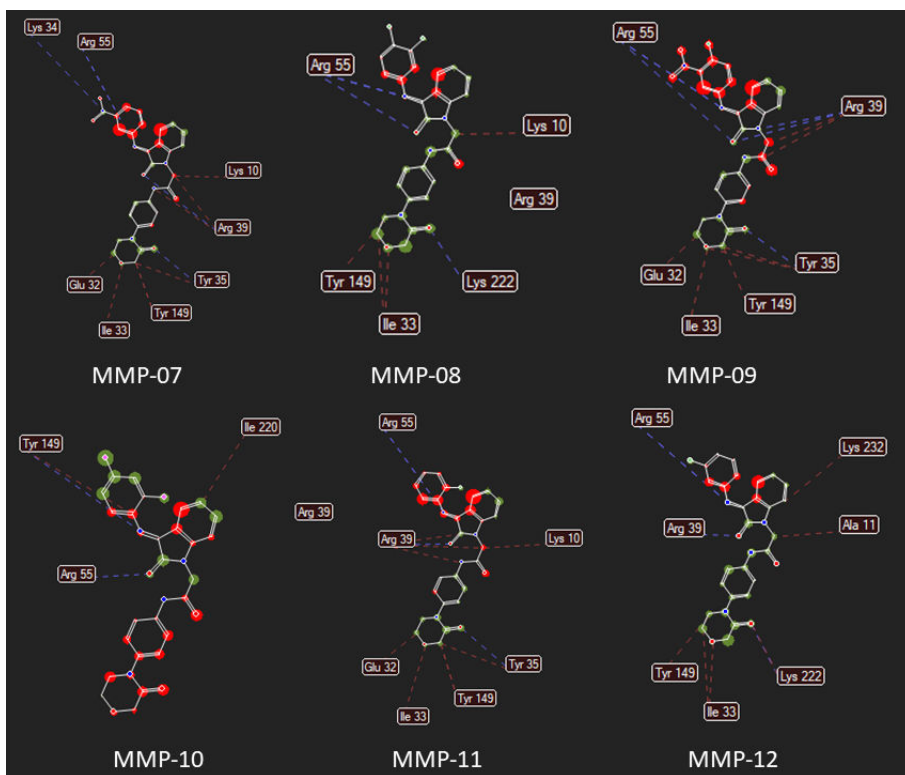 Lys 34
Arg 55
Lys 10
Arg 39
Glu 32
Tyr 35
Tyr 149
Ile 33
MMP-07
Arg 55
Lys 10
Arg 39
Tyr 149
Lys 222
Ile 33
MMP-08
Arg 55
Arg 39
Glu 32
Tyr 35
Tyr 149
Ile 33
MMP-09
Tyr 149
Ile 220
Arg 39
Arg 55
MMP-10
Arg 55
Arg 39
Lys 10
Glu 32
Tyr 35
Tyr 149
Ile 33
MMP-11
Arg 55
Lys 232
Arg 39
Ala 11
Tyr 149
Lys 222
Ile 33
MMP-12